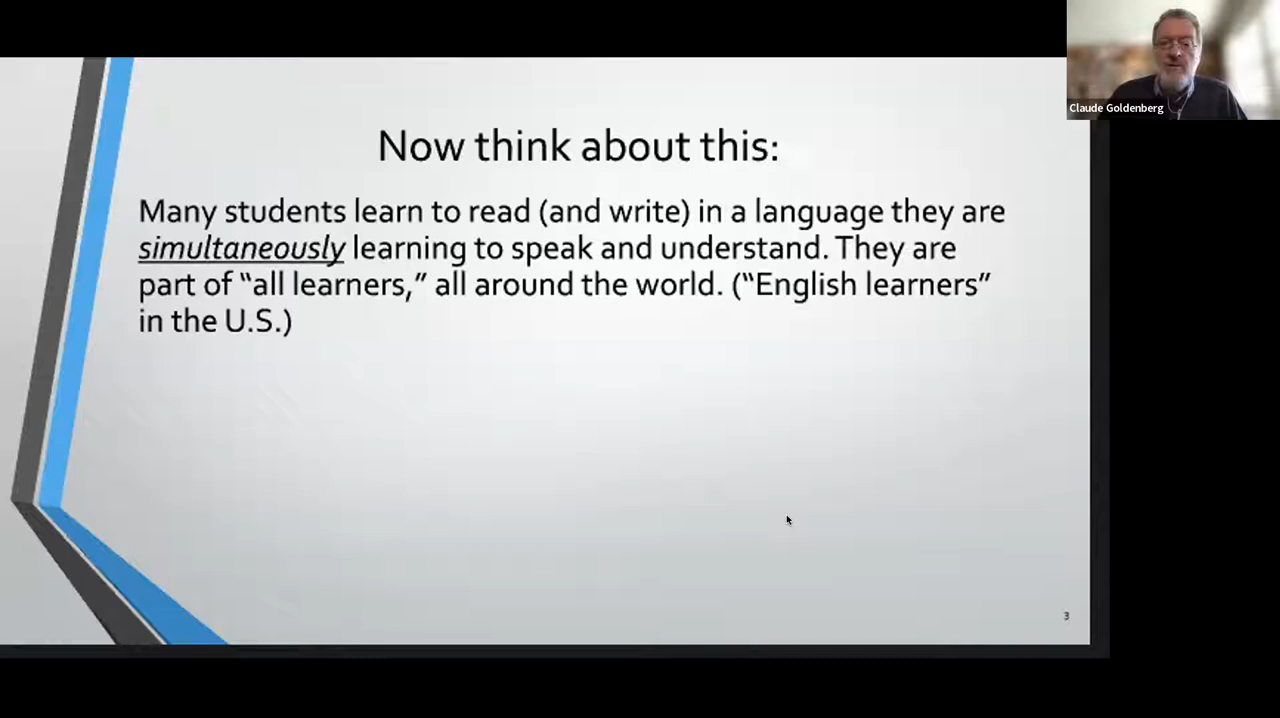 Claude Goldenberg
Now think about this:
Many students learn to read (and write) in a language they are
simultaneously learning to speak and understand. They are
part of “all learners,” all around the world. (“English learners”
in the U.S.)
3